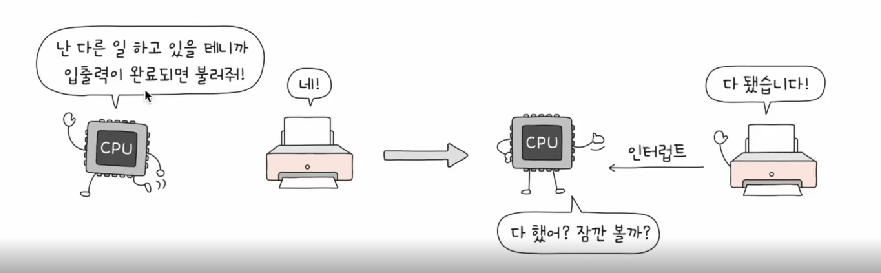 난 다른 일 하고 있을 테니까
입출력이 완료되면 불러줘!
네!
CPU
CPU
인터럽트
다 됐습니다!
다 했어? 잠깐 볼까?